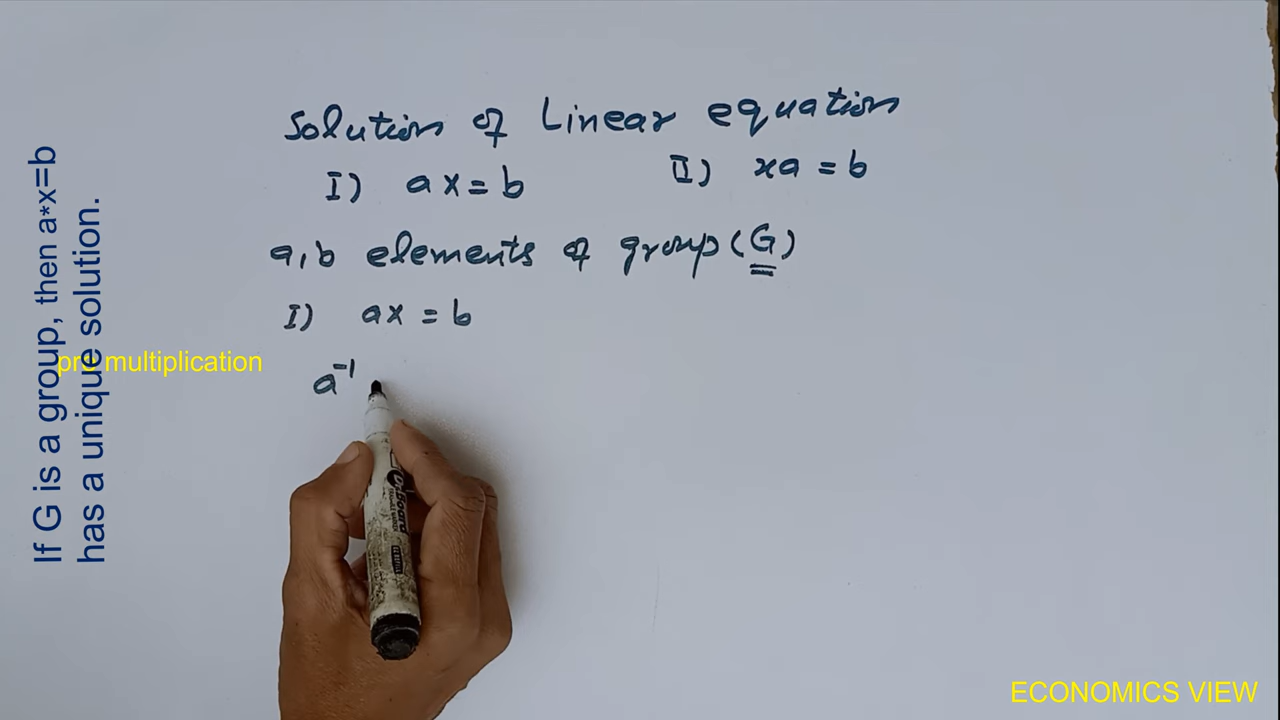 Solution of Linear equation
I) ax = b
II) xa = b
a,b elements of group (G)
I) ax = b
a⁻¹
pre multiplication
If G is a group, then a*x=b
has a unique solution.
ECONOMICS VIEW